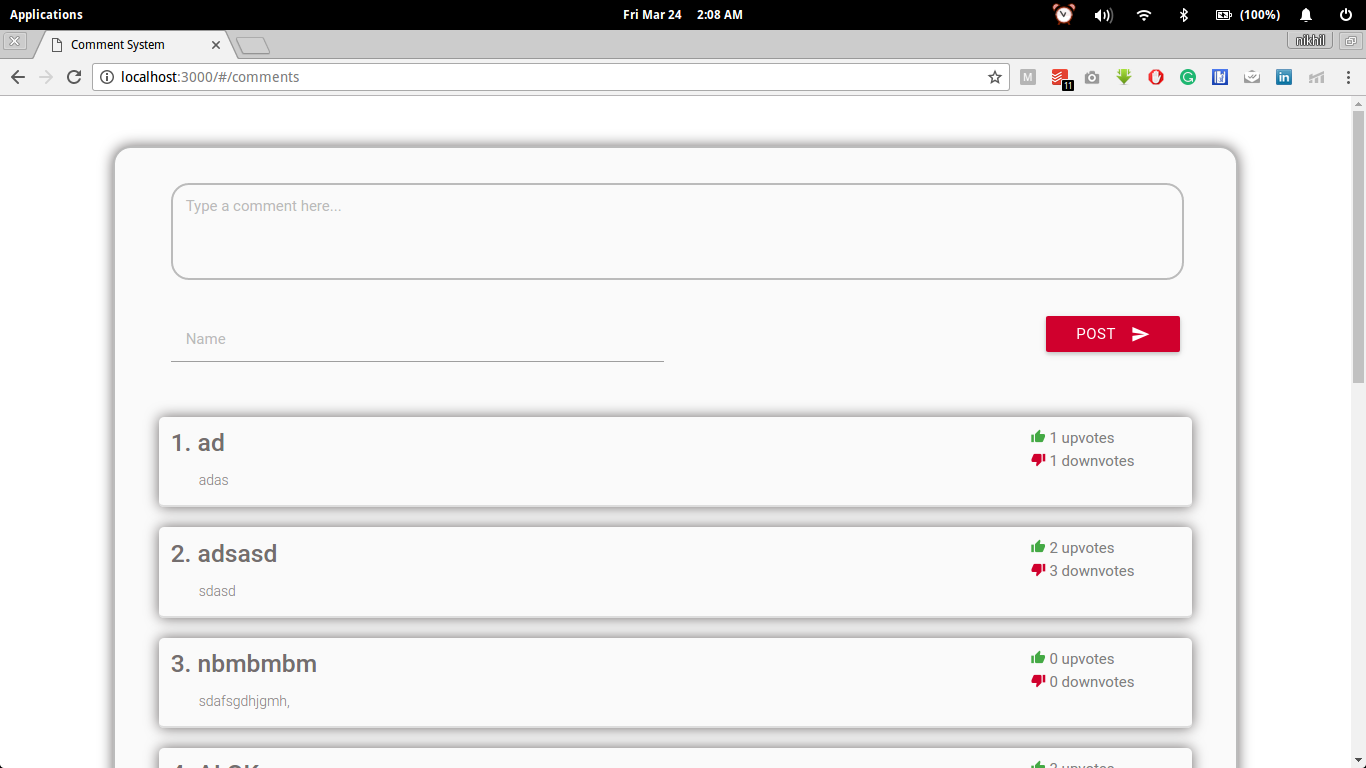 Applications
Fri Mar 24 2:08 AM
(100%)
Comment System
nikhil
localhost:3000/#/comments
M
11
G
in
Type a comment here...
Name
POST
1. ad
1 upvotes
1 downvotes
adas
2. adsasd
2 upvotes
3 downvotes
sdasd
3. nbmbmbm
0 upvotes
0 downvotes
sdafsgdhjgmh,